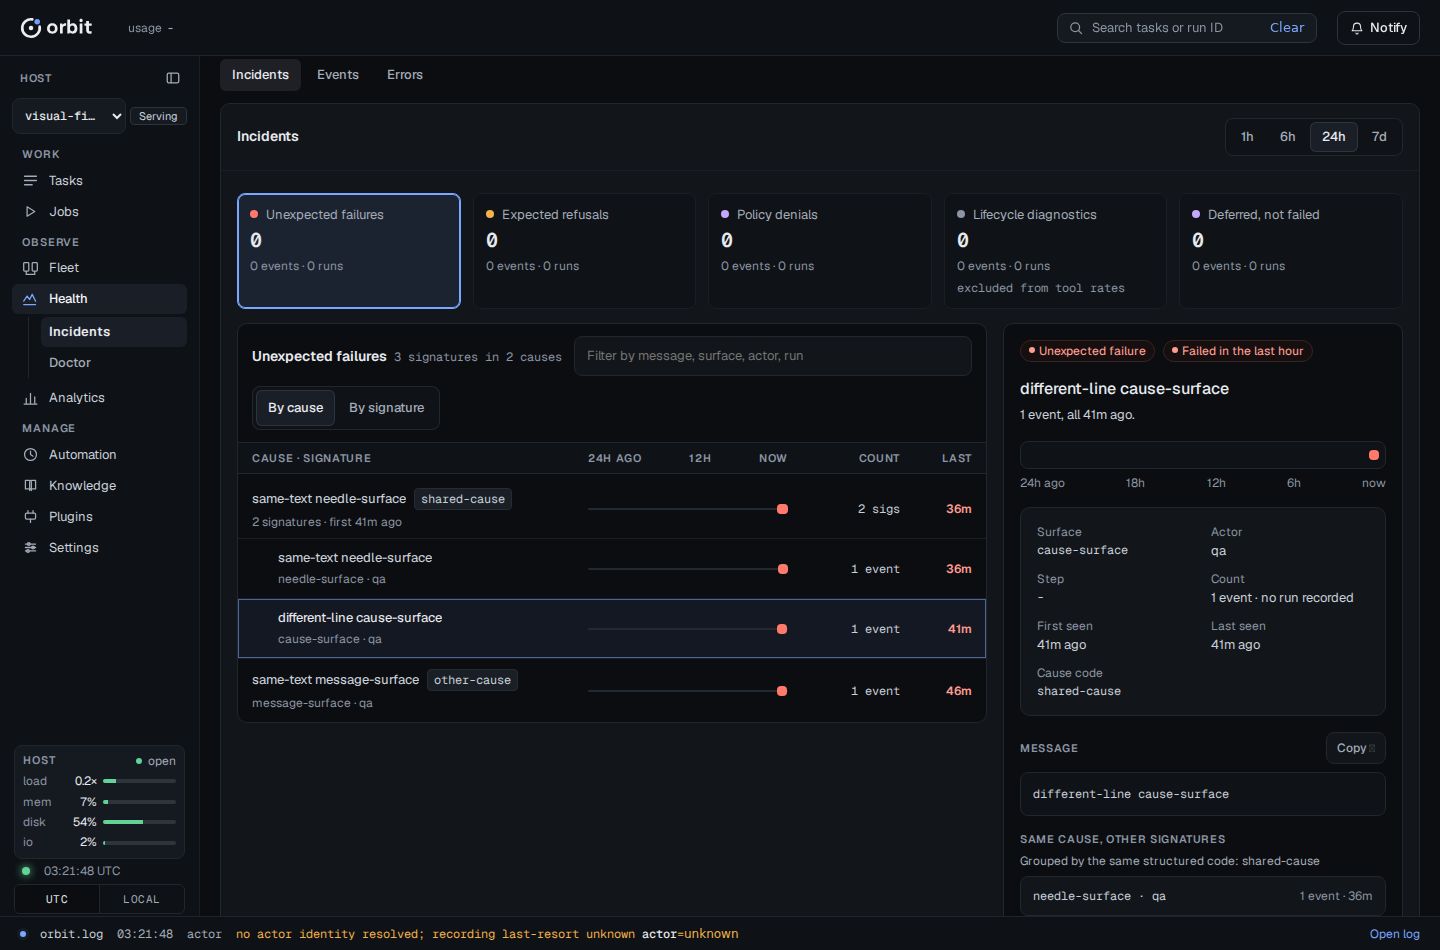 orbit
usage -
Search tasks or run ID
Clear
Notify
HOST
visual-fi…
Serving
WORK
Tasks
Jobs
OBSERVE
Fleet
Health
Incidents
Doctor
Analytics
MANAGE
Automation
Knowledge
Plugins
Settings
HOST
open
load 0.2×
mem 7%
disk 54%
io 2%
03:21:48 UTC
UTC LOCAL
Incidents Events Errors
Incidents
1h 6h 24h 7d
Unexpected failures
0
0 events · 0 runs
Expected refusals
0
0 events · 0 runs
Policy denials
0
0 events · 0 runs
Lifecycle diagnostics
0
0 events · 0 runs
excluded from tool rates
Deferred, not failed
0
0 events · 0 runs
Unexpected failures 3 signatures in 2 causes
Filter by message, surface, actor, run
By cause By signature
CAUSE · SIGNATURE 24H AGO 12H NOW COUNT LAST
same-text needle-surface shared-cause
2 signatures · first 41m ago
2 sigs 36m
same-text needle-surface
needle-surface · qa
1 event 36m
different-line cause-surface
cause-surface · qa
1 event 41m
same-text message-surface other-cause
message-surface · qa
1 event 46m
Unexpected failure
Failed in the last hour
different-line cause-surface
1 event, all 41m ago.
24h ago 18h 12h 6h now
Surface
cause-surface
Actor
qa
Step
-
Count
1 event · no run recorded
First seen
41m ago
Last seen
41m ago
Cause code
shared-cause
MESSAGE
Copy
different-line cause-surface
SAME CAUSE, OTHER SIGNATURES
Grouped by the same structured code: shared-cause
needle-surface · qa 1 event · 36m
orbit.log 03:21:48 actor no actor identity resolved; recording last-resort unknown actor=unknown
Open log